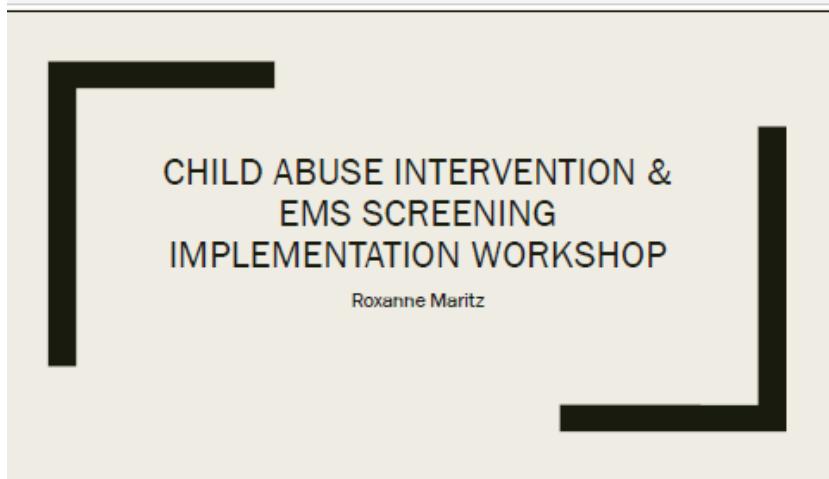 CHILD ABUSE INTERVENTION &
EMS SCREENING
IMPLEMENTATION WORKSHOP
Roxanne Maritz